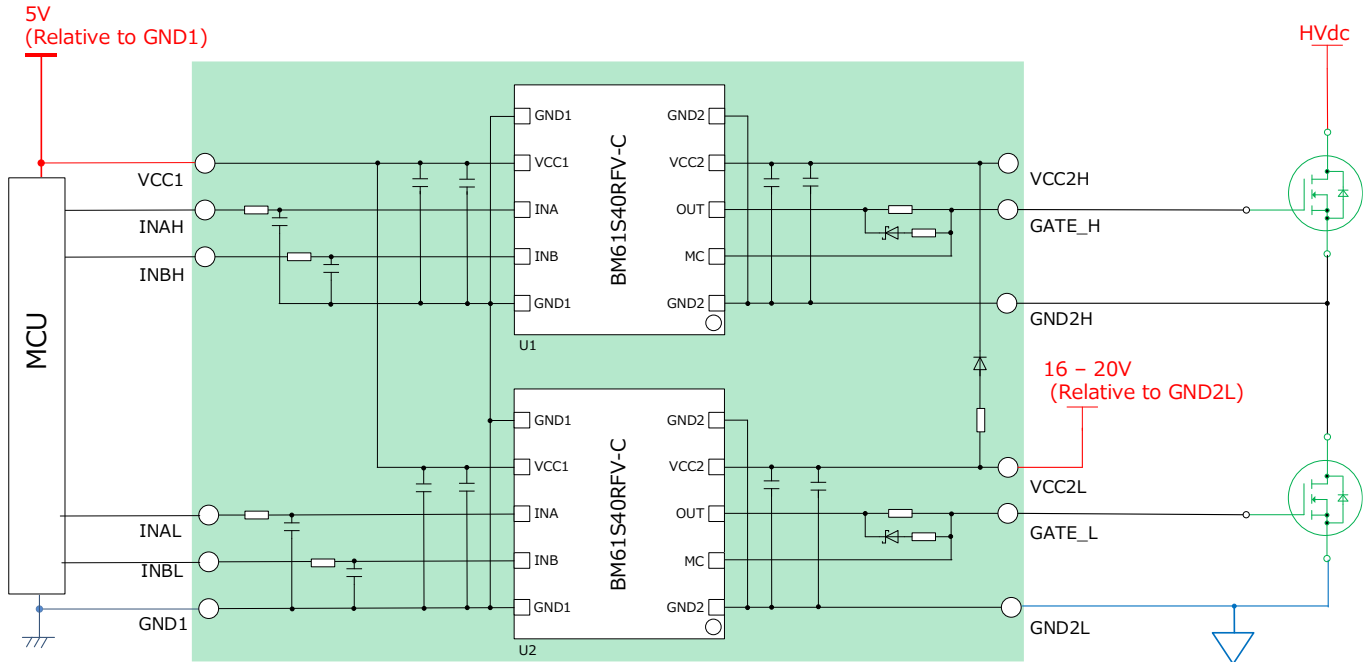 5V
(Relative to GND1)
HVdc
GND1
GND2
VCC1
VCC2
VCC1
VCC2H
INAH
INA
OUT
GATE_H
INBH
INB
MC
GND1
GND2
GND2H
BM61S40RFV-C
U1
MCU
16 – 20V
(Relative to GND2L)
GND1
GND2
VCC1
VCC2
VCC2L
INAL
INA
OUT
GATE_L
INBL
INB
MC
GND1
GND1
GND2
GND2L
BM61S40RFV-C
U2